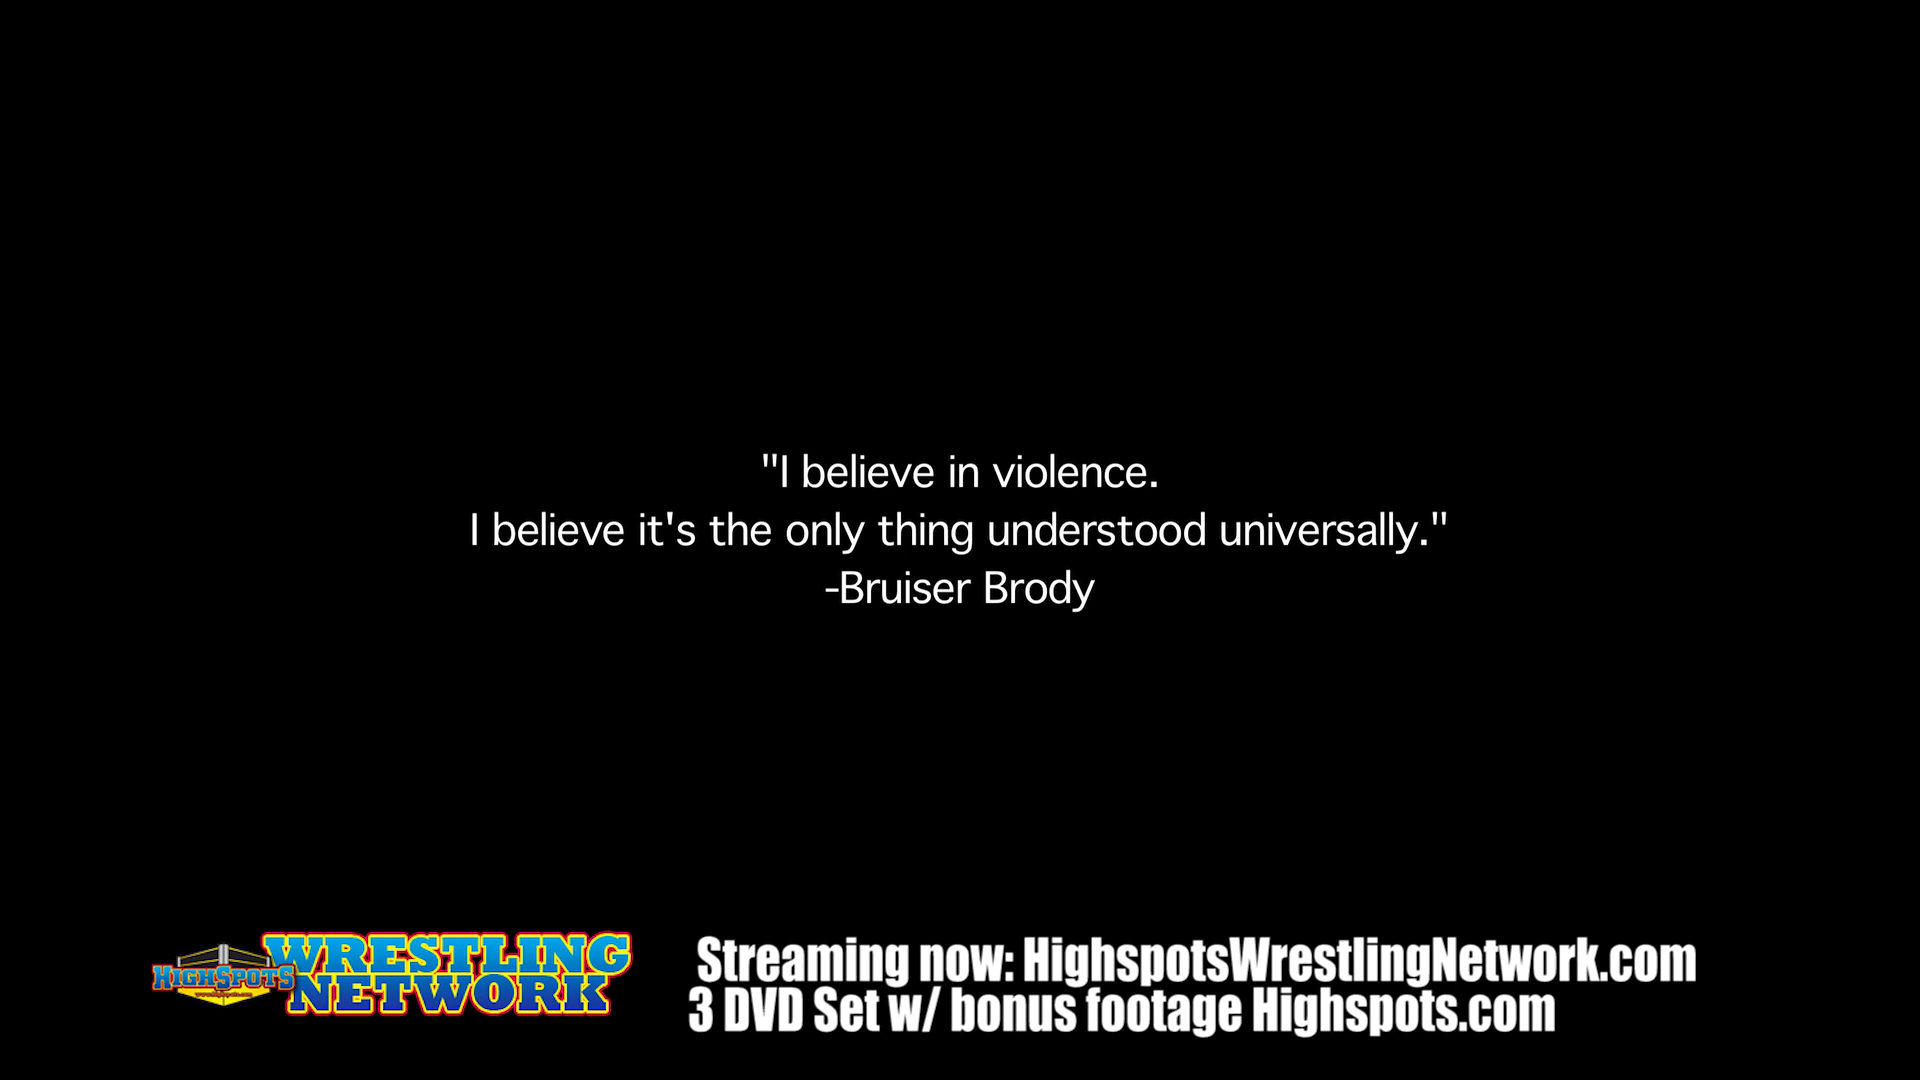 "I believe in violence.
I believe it's the only thing understood universally."
-Bruiser Brody
HIGHSPOTS
WRESTLING
NETWORK
Streaming now: HighspotsWrestlingNetwork.com
3 DVD Set w/ bonus footage Highspots.com